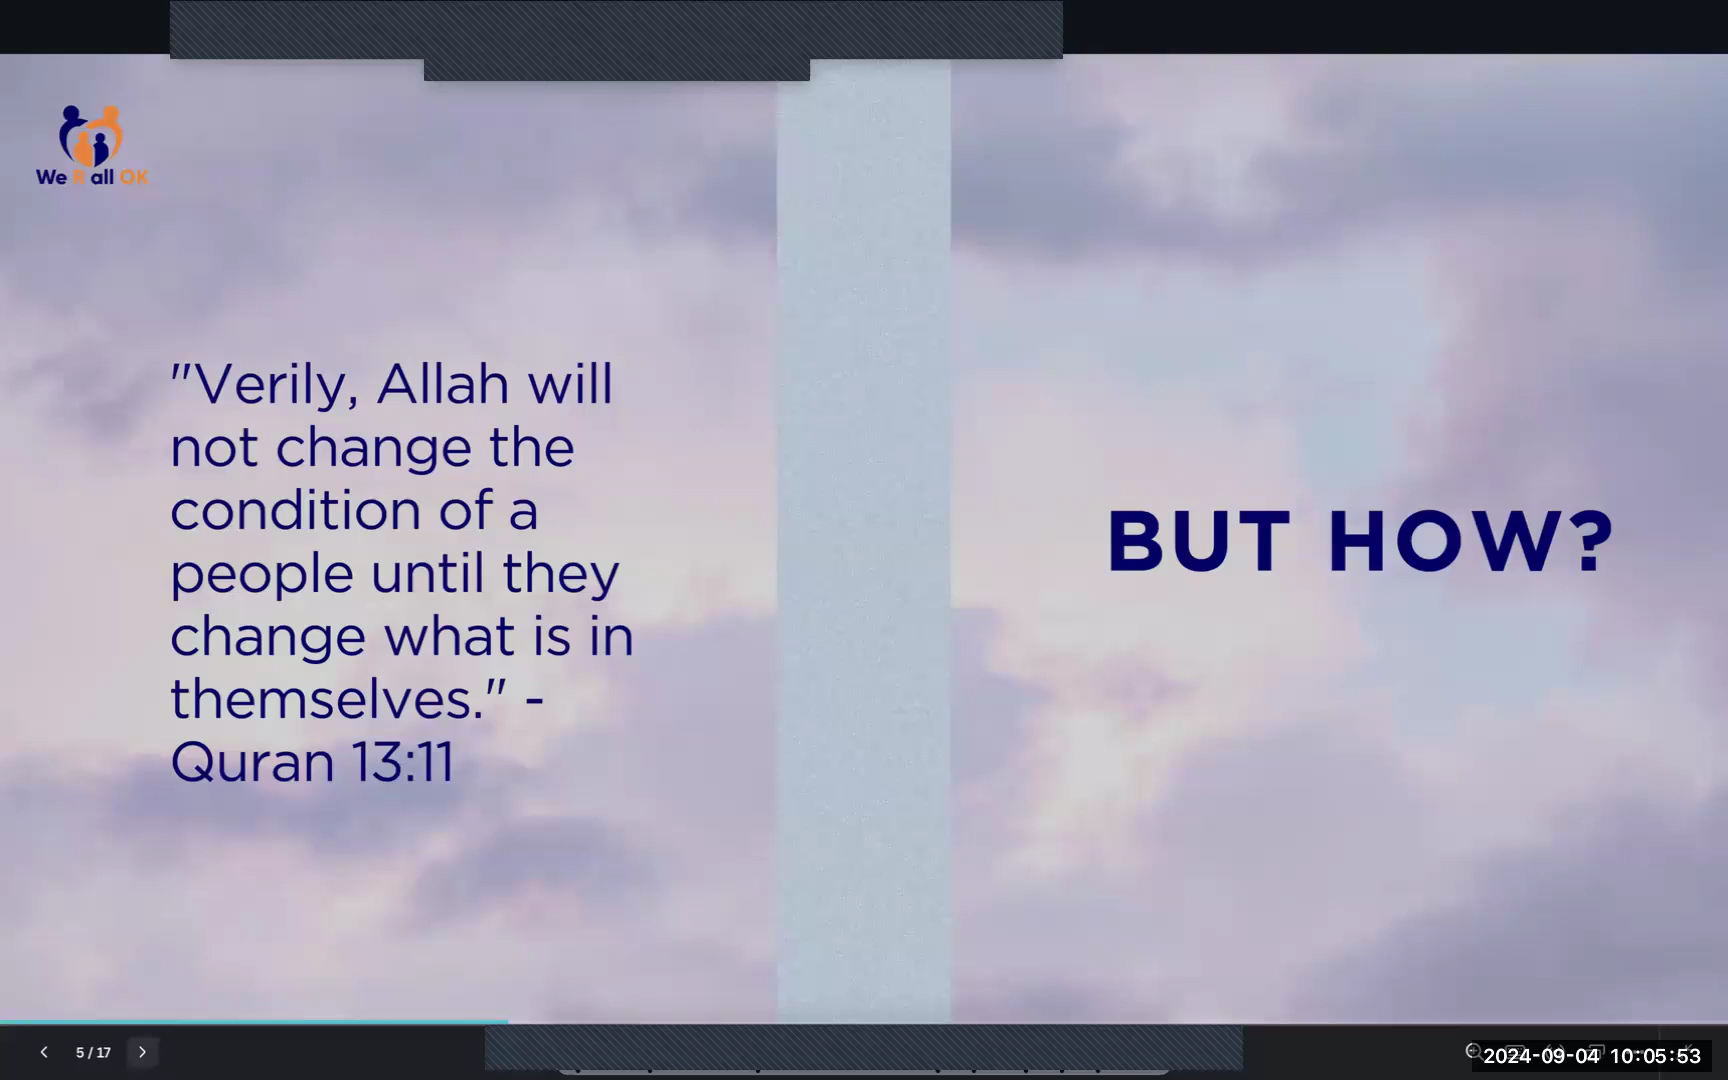 We R all OK
"Verily, Allah will
not change the
condition of a
people until they
change what is in
themselves." -
Quran 13:11
BUT HOW?
5 / 17
2024-09-04 10:05:53